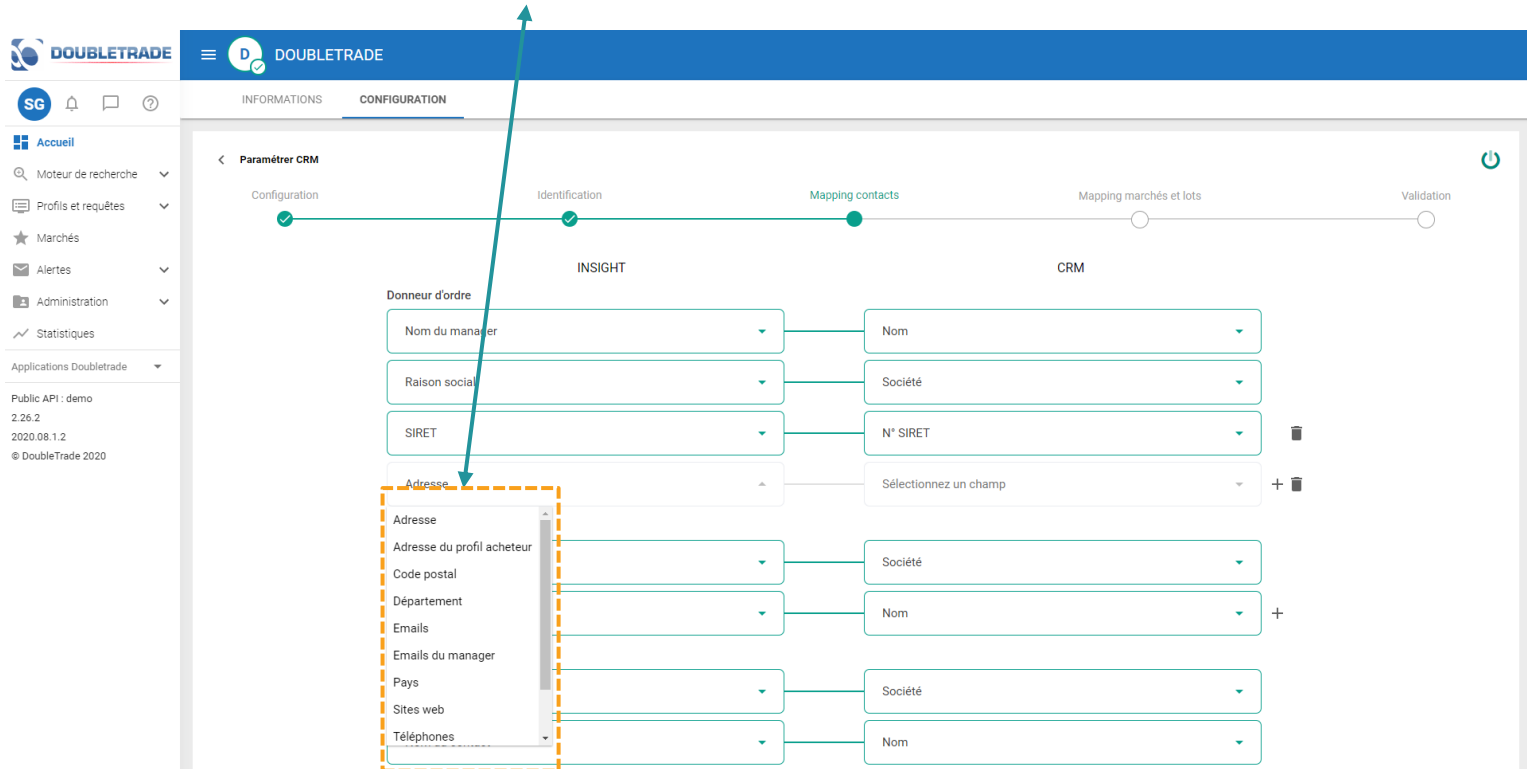 DOUBLETRADE
D DOUBLETRADE
SG
INFORMATIONS CONFIGURATION
Accueil
Moteur de recherche
Profils et requêtes
Marchés
Alertes
Administration
Statistiques
Applications Doubletrade
Public API : demo
2.26.2
2020.08.1.2
© DoubleTrade 2020
Paramétrer CRM
Configuration Identification Mapping contacts Mapping marchés et lots Validation
INSIGHT CRM
Donneur d'ordre
Nom du manager Nom
Raison social Société
SIRET N° SIRET
Adresse Sélectionnez un champ
Adresse
Adresse du profil acheteur
Code postal
Département
Emails
Emails du manager
Pays
Sites web
Téléphones
Société
Nom
Société
Nom